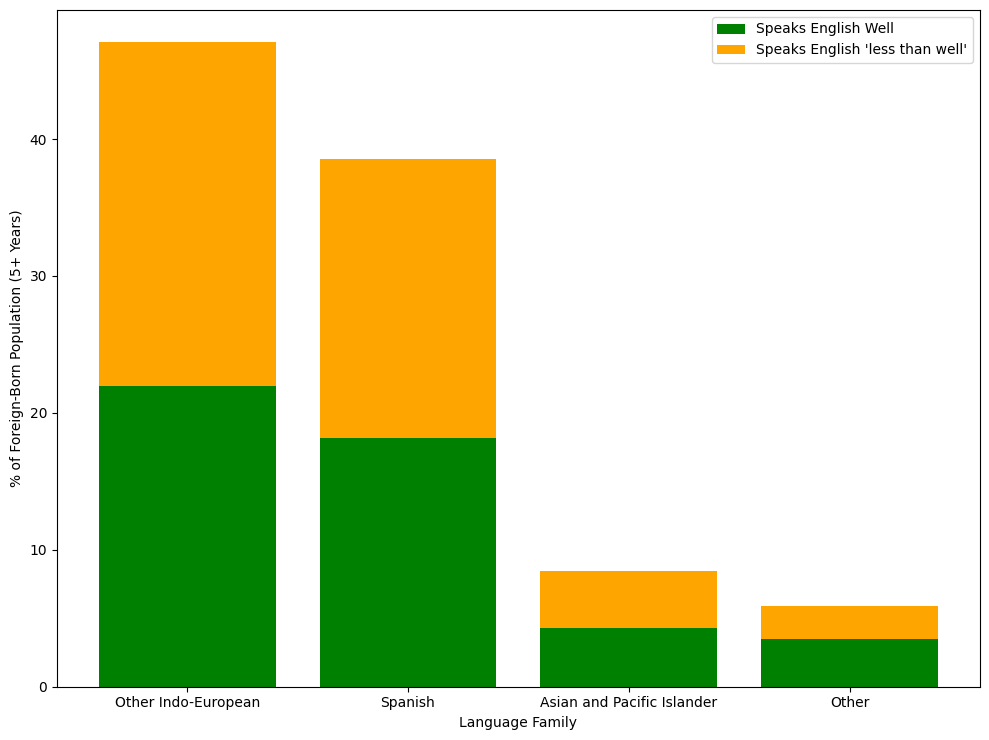 Speaks English Well
Speaks English 'less than well'
% of Foreign-Born Population (5+ Years)
40
30
20
10
0
Other Indo-European
Spanish
Asian and Pacific Islander
Other
Language Family